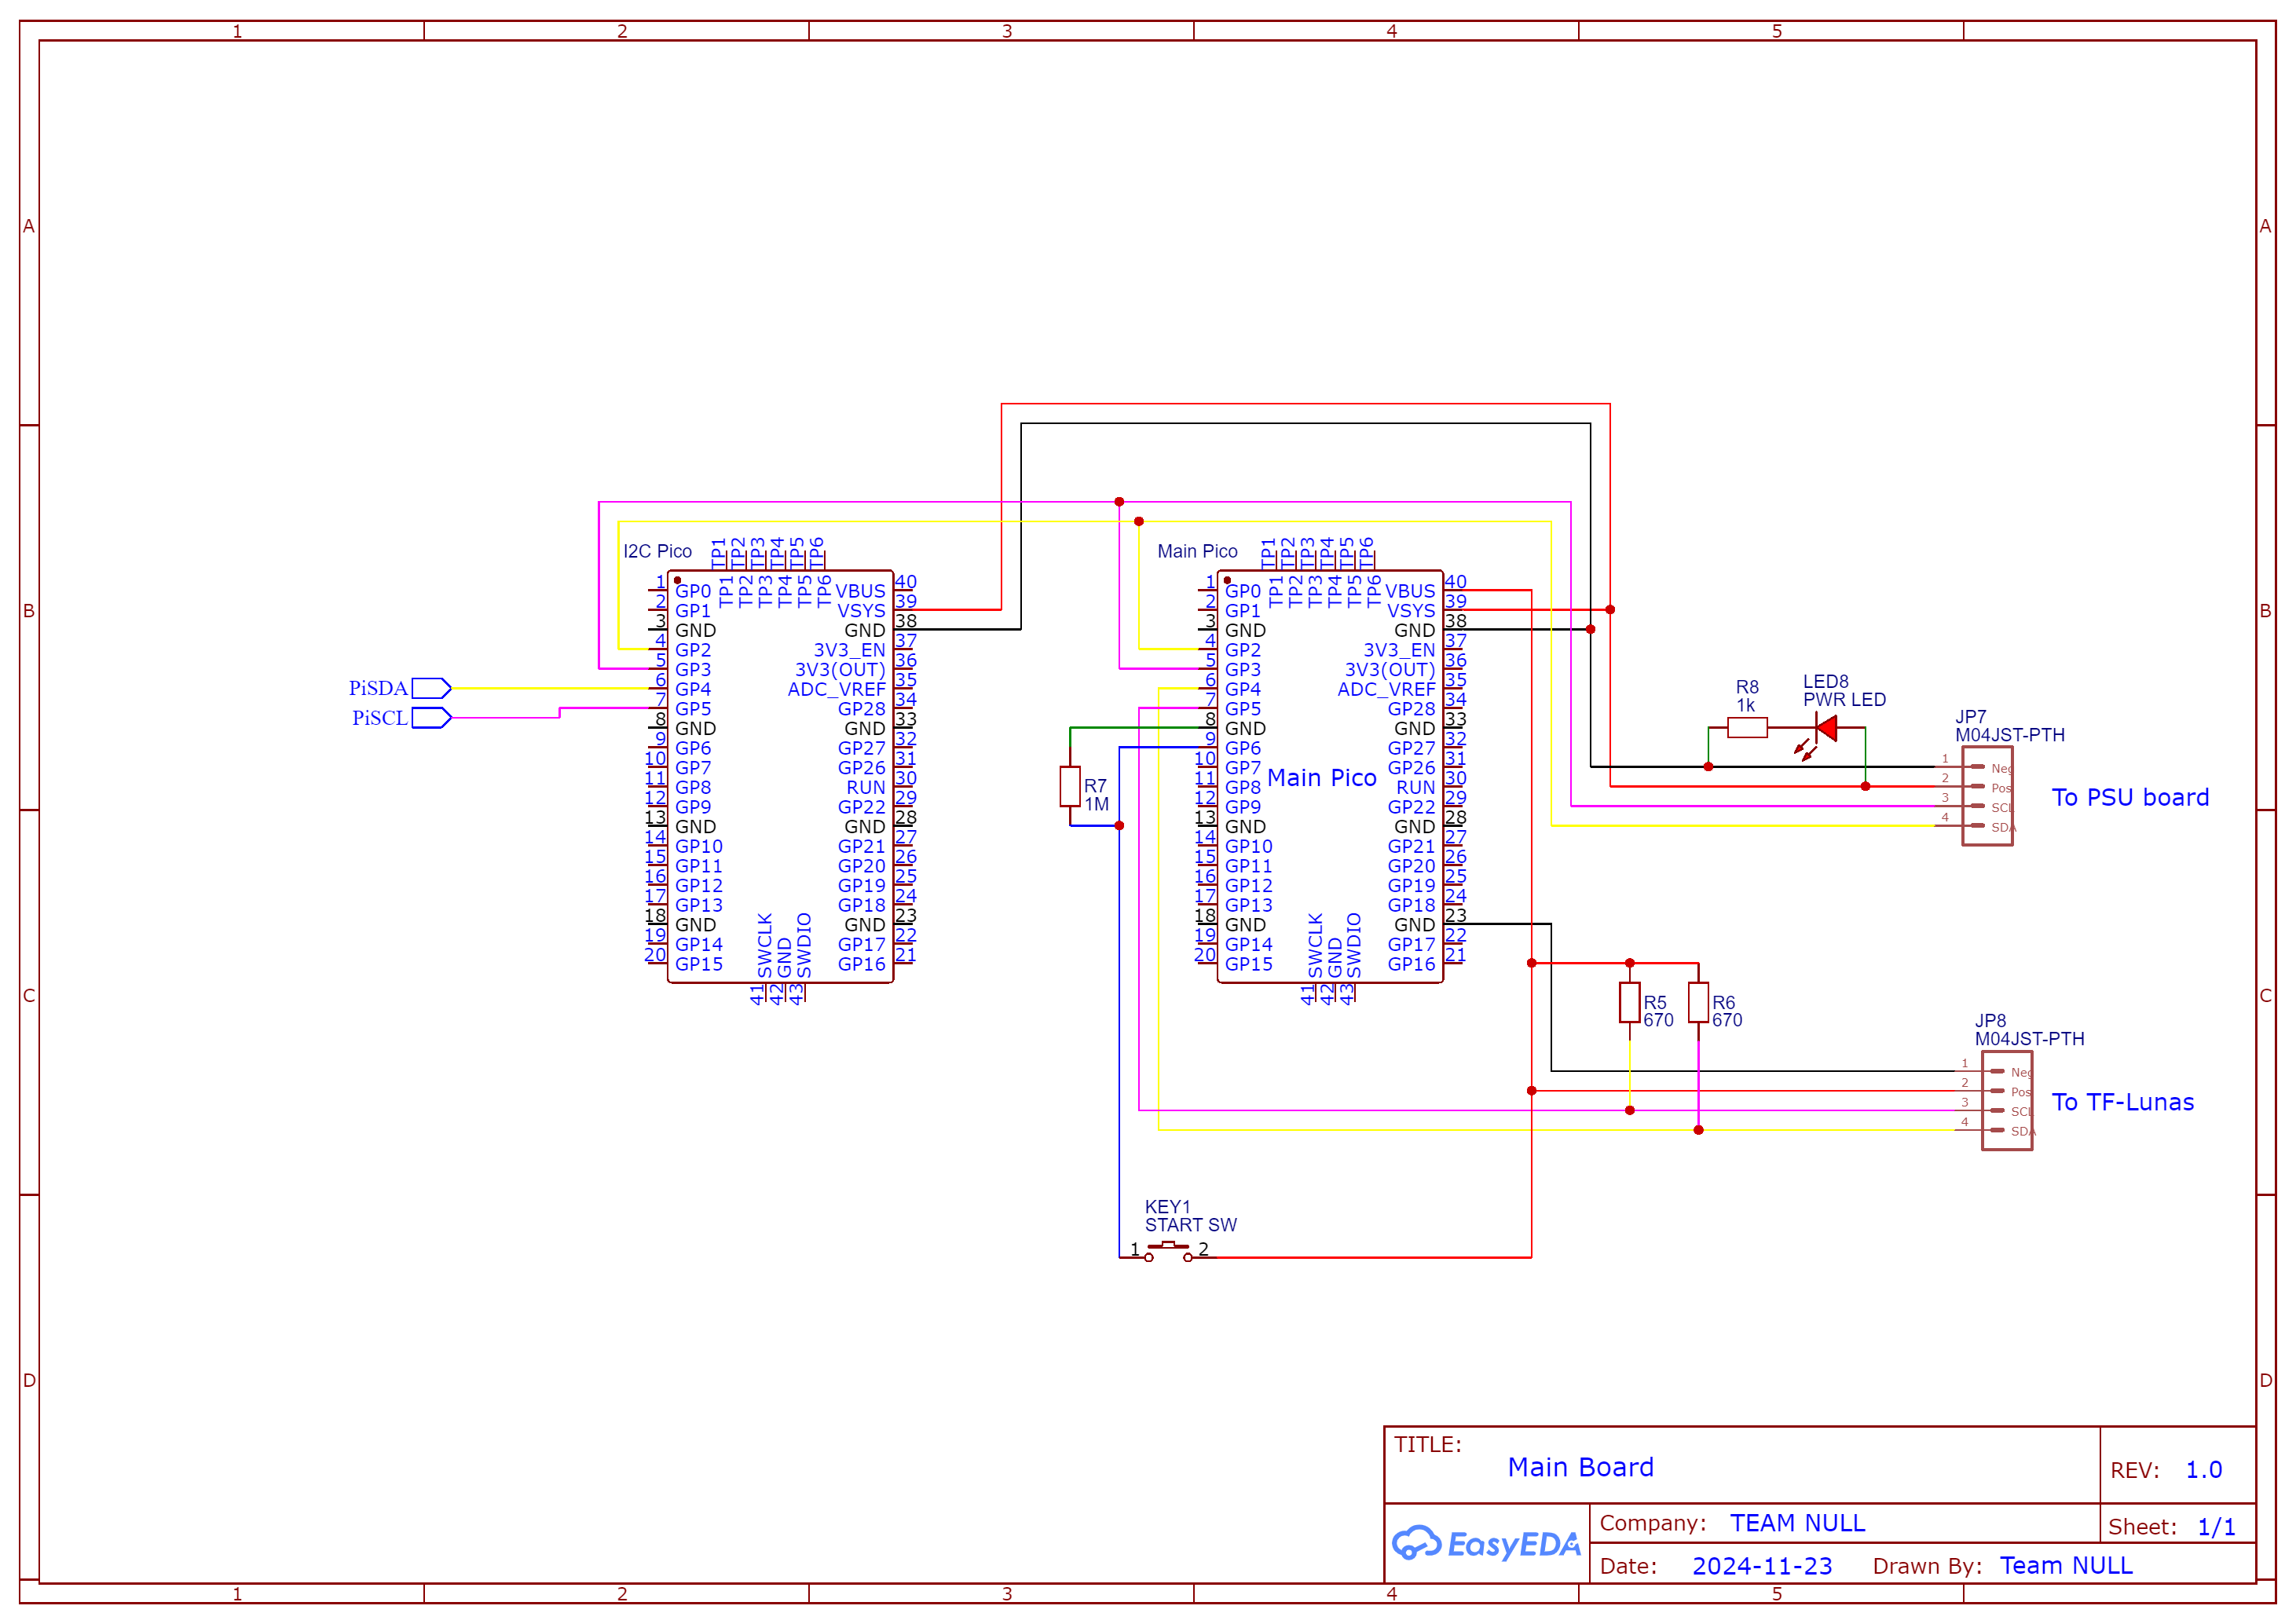 1 2 3 4 5
A A
B B
C C
D D
I2C Pico
TP1 TP2 TP3 TP4 TP5 TP6
TP1 TP2 TP3 TP4 TP5 TP6
1 GP0 VBUS 40
2 GP1 VSYS 39
3 GND GND 38
4 GP2 3V3_EN 37
5 GP3 3V3(OUT) 36
6 GP4 ADC_VREF 35
7 GP5 GP28 34
8 GND GND 33
9 GP6 GP27 32
10 GP7 GP26 31
11 GP8 RUN 30
12 GP9 GP22 29
13 GND GND 28
14 GP10 GP21 27
15 GP11 GP20 26
16 GP12 GP19 25
17 GP13 GP18 24
18 GND GND 23
19 GP14 GP17 22
20 GP15 GP16 21
SWCLK GND SWDIO
41 42 43
PiSDA
PiSCL
Main Pico
TP1 TP2 TP3 TP4 TP5 TP6
TP1 TP2 TP3 TP4 TP5 TP6
1 GP0 VBUS 40
2 GP1 VSYS 39
3 GND GND 38
4 GP2 3V3_EN 37
5 GP3 3V3(OUT) 36
6 GP4 ADC_VREF 35
7 GP5 GP28 34
8 GND GND 33
9 GP6 GP27 32
10 GP7 GP26 31
Main Pico
11 GP8 RUN 30
12 GP9 GP22 29
13 GND GND 28
14 GP10 GP21 27
15 GP11 GP20 26
16 GP12 GP19 25
17 GP13 GP18 24
18 GND GND 23
19 GP14 GP17 22
20 GP15 GP16 21
SWCLK GND SWDIO
41 42 43
R7
1M
R8
1k
LED8
PWR LED
JP7
M04JST-PTH
1 Neg
2 Pos
3 SCL
4 SDA
To PSU board
R5
670
R6
670
JP8
M04JST-PTH
1 Neg
2 Pos
3 SCL
4 SDA
To TF-Lunas
KEY1
START SW
1 2
TITLE:
Main Board
REV: 1.0
EasyEDA
Company: TEAM NULL
Sheet: 1/1
Date: 2024-11-23 Drawn By: Team NULL
1 2 3 4 5